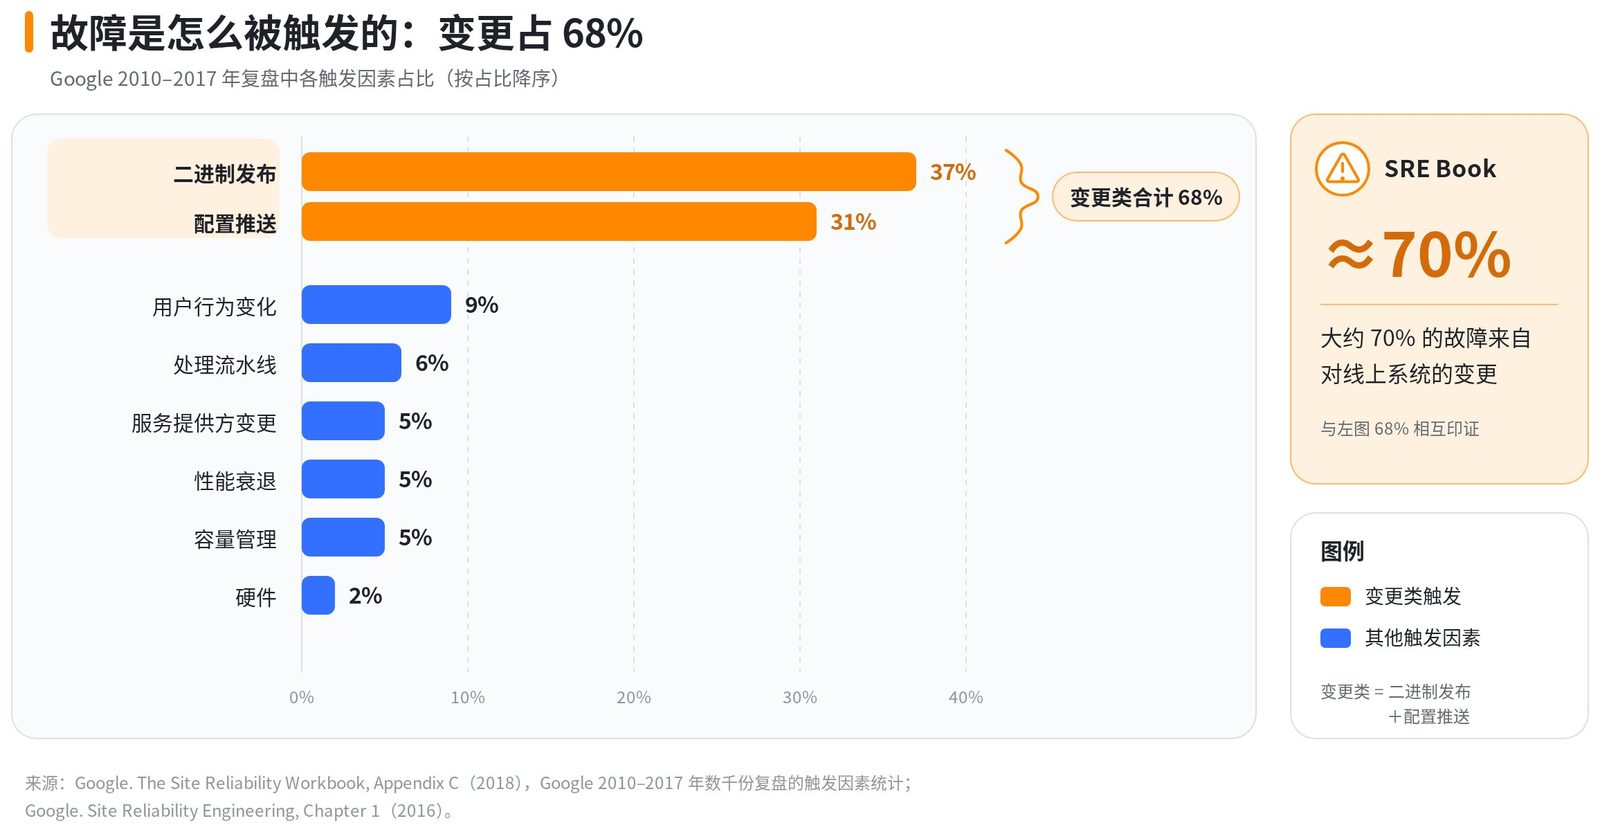 故障是怎么被触发的：变更占 68%
Google 2010–2017 年复盘中各触发因素占比（按占比降序）
二进制发布 37%
配置推送 31%
变更类合计 68%
用户行为变化 9%
处理流水线 6%
服务提供方变更 5%
性能衰退 5%
容量管理 5%
硬件 2%
0% 10% 20% 30% 40%
SRE Book
≈70%
大约 70% 的故障来自
对线上系统的变更
与左图 68% 相互印证
图例
变更类触发
其他触发因素
变更类 = 二进制发布
＋配置推送
来源：Google. The Site Reliability Workbook, Appendix C（2018），Google 2010–2017 年数千份复盘的触发因素统计；
Google. Site Reliability Engineering, Chapter 1（2016）。